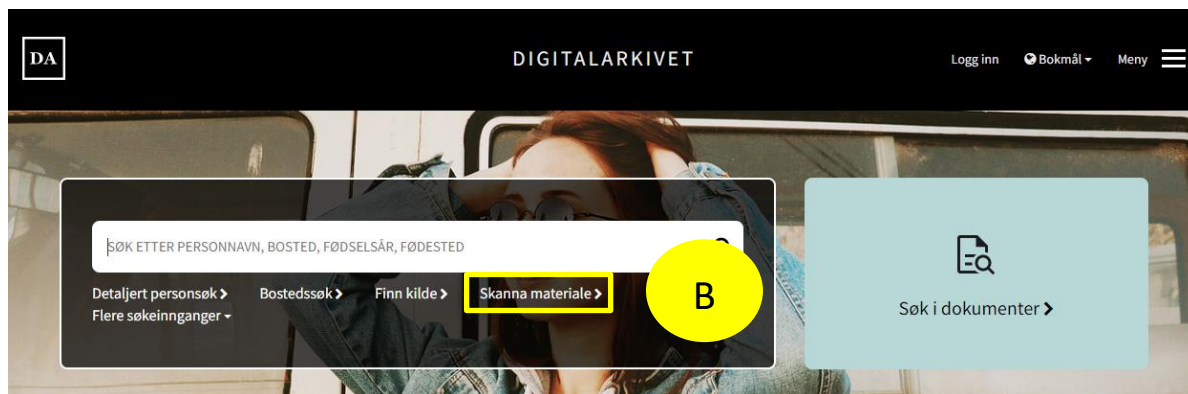 DA
DIGITALARKIVET
Logg inn
Bokmål
Meny
SØK ETTER PERSONNAVN, BOSTED, FØDSELSÅR, FØDESTED
Detaljert personsøk
Bostedssøk
Finn kilde
Skanna materiale
Flere søkeinnganger
B
Søk i dokumenter